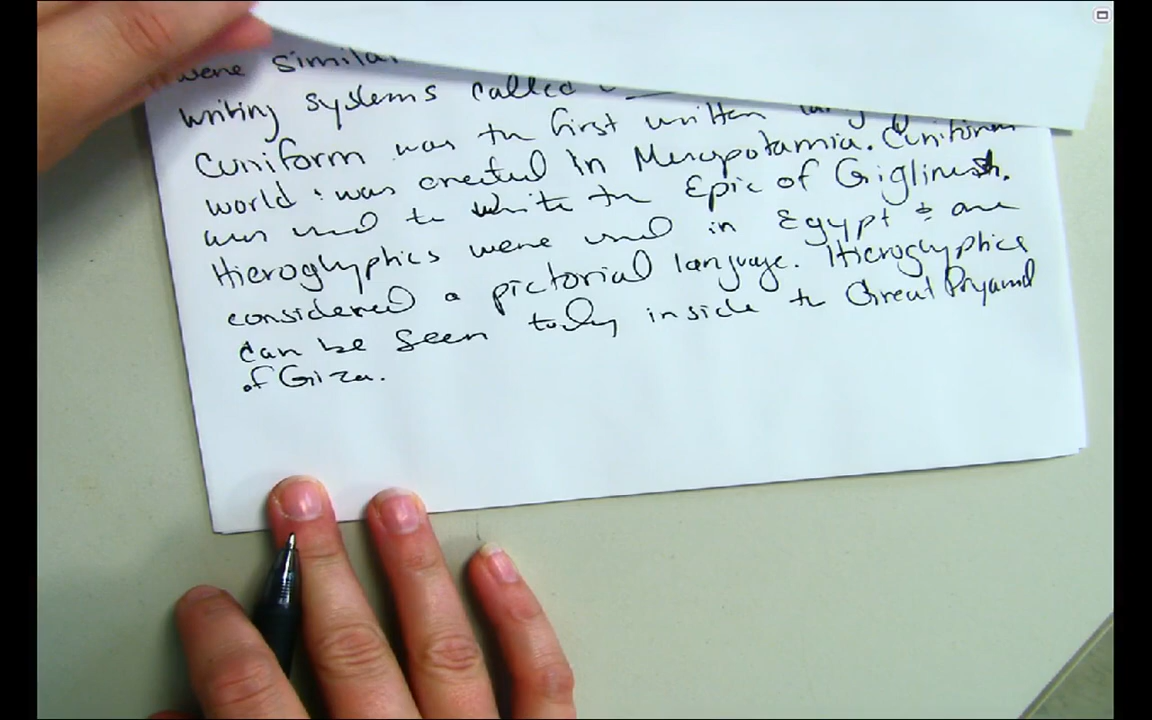 were similar
writing systems called
Cuniform was the first written
world : was created in Mesopotamia. Cuniform
was used to write the Epic of Giglimesh.
Hieroglyphics were used in Egypt & are
considered a pictorial language. Hieroglyphics
can be seen today inside the Great Pryamid
of Giza.